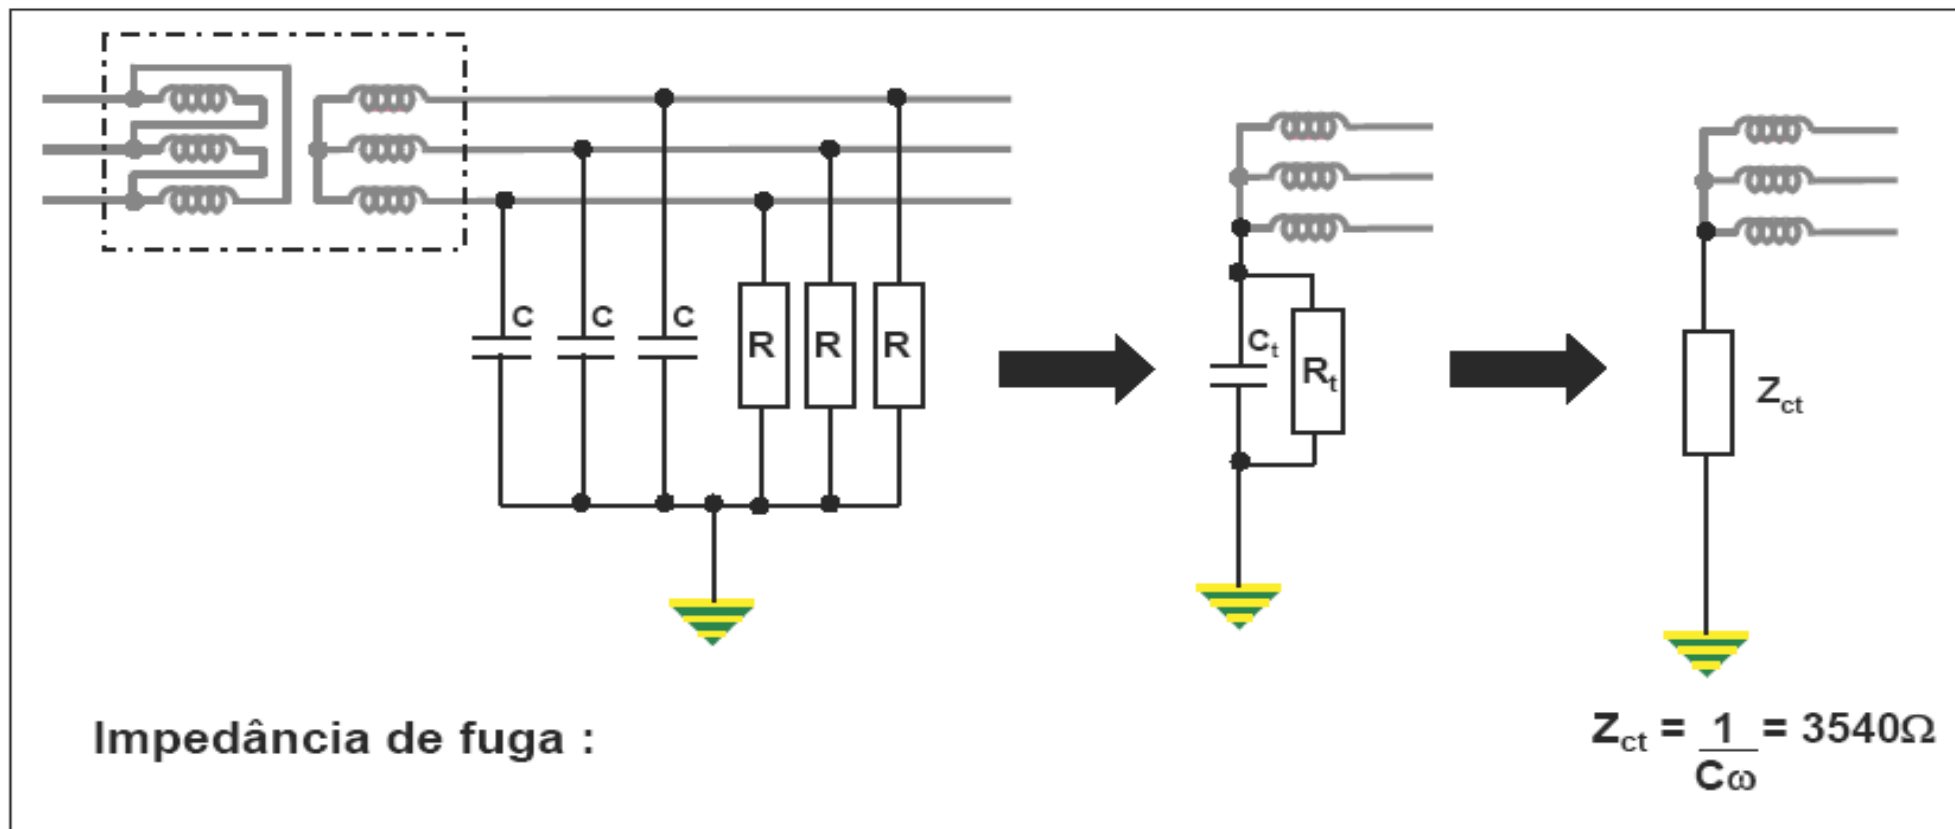 C C C
R R R
Ct
Rt
Zct
Impedância de fuga :
Zct = 1 = 3540Ω
Cω